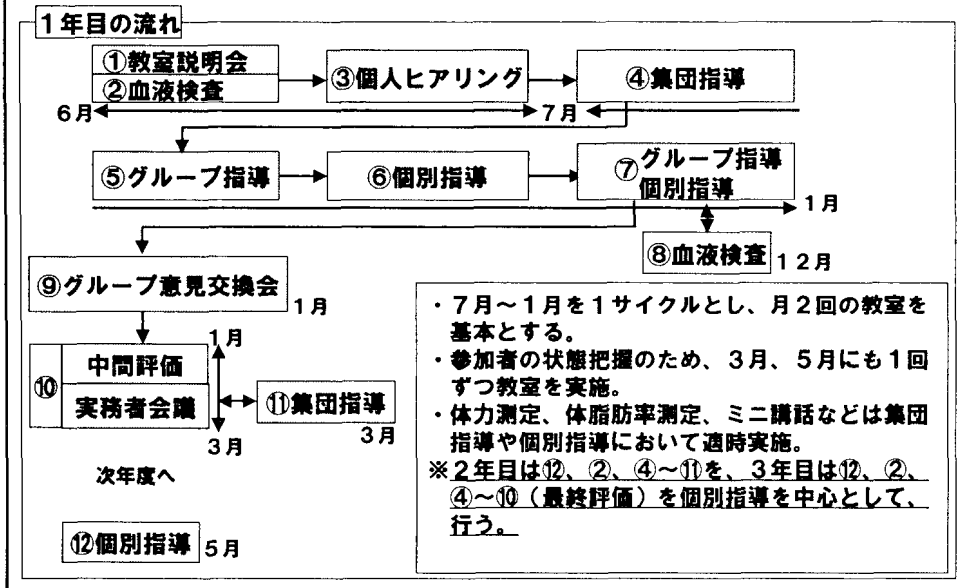 １年目の流れ
①教室説明会
②血液検査
③個人ヒアリング
④集団指導
６月
７月
⑤グループ指導
⑥個別指導
⑦グループ指導
個別指導
１月
⑧血液検査
１２月
⑨グループ意見交換会
１月
１月
⑩
中間評価
実務者会議
⑪集団指導
３月
３月
次年度へ
⑫個別指導
５月
・７月～１月を１サイクルとし、月２回の教室を
基本とする。
・参加者の状態把握のため、３月、５月にも１回
ずつ教室を実施。
・体力測定、体脂肪率測定、ミニ講話などは集団
指導や個別指導において適時実施。
※２年目は⑫、②、④～⑪を、３年目は⑫、②、
④～⑩（最終評価）を個別指導を中心として、
行う。